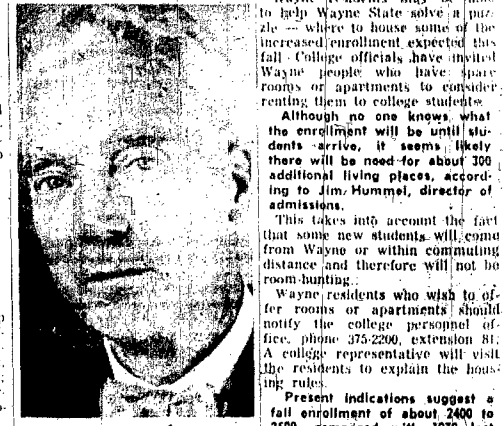 to help Wayne State solve a puz-
zle — where to house some of the
increased enrollment expected this
fall. College officials have invited
Wayne people who have spare
rooms or apartments to consider
renting them to college students.
Although no one knows what
the enrollment will be until stu-
dents arrive, it seems likely
there will be need for about 300
additional living places, accord-
ing to Jim Hummel, director of
admissions.
This takes into account the fact
that some new students will come
from Wayne or within commuting
distance and therefore will not be
room-hunting.
Wayne residents who wish to of-
fer rooms or apartments should
notify the college personnel of-
fice, phone 375-2200, extension 81.
A college representative will visit
the residents to explain the hous-
ing rules.
Present indications suggest a
fall enrollment of about 2400 to